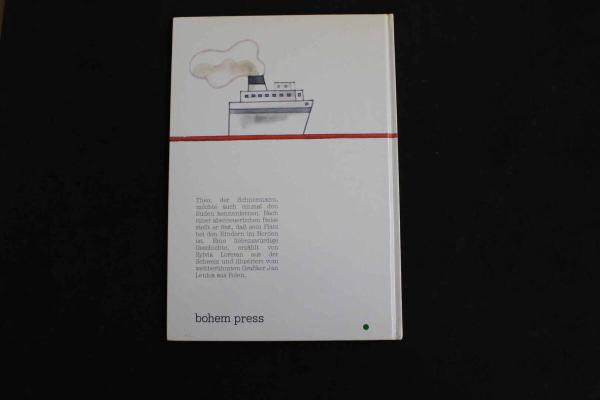 Theo, der Schneemann,
möchte auch einmal den
Süden kennenlernen. Nach
einer abenteuerlichen Reise
stellt er fest, daß sein Platz
bei den Kindern im Norden
ist. Eine liebenswürdige
Geschichte, erzählt von
Sylvia Loretan aus der
Schweiz und illustriert vom
weltberühmten Grafiker Jan
Lenica aus Polen.
bohem press